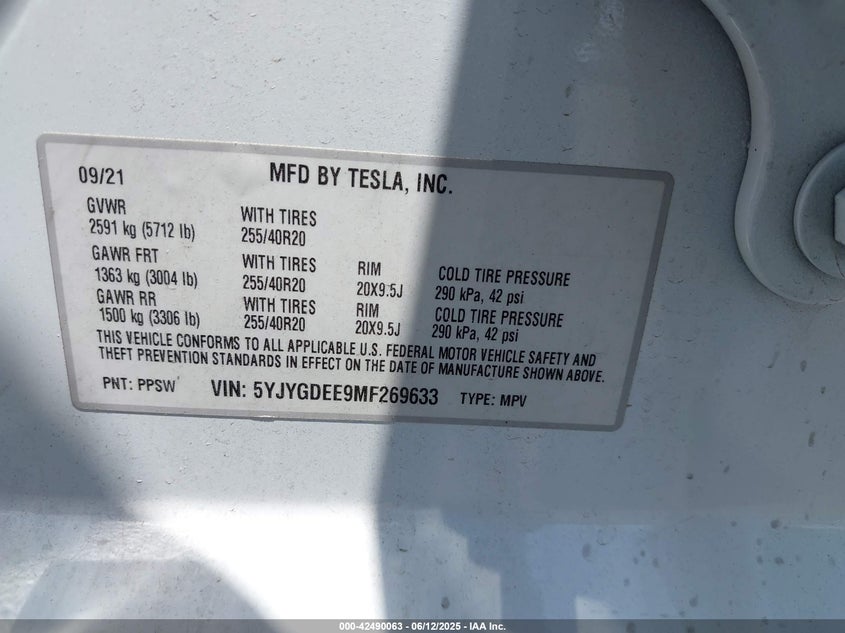 09/21 MFD BY TESLA, INC.
GVWR
2591 kg (5712 lb) WITH TIRES 255/40R20
GAWR FRT
1363 kg (3004 lb) WITH TIRES 255/40R20 RIM 20X9.5J COLD TIRE PRESSURE 290 kPa, 42 psi
GAWR RR
1500 kg (3306 lb) WITH TIRES 255/40R20 RIM 20X9.5J COLD TIRE PRESSURE 290 kPa, 42 psi
THIS VEHICLE CONFORMS TO ALL APPLICABLE U.S. FEDERAL MOTOR VEHICLE SAFETY AND
THEFT PREVENTION STANDARDS IN EFFECT ON THE DATE OF MANUFACTURE SHOWN ABOVE.
PNT: PPSW VIN: 5YJYGDEE9MF269633 TYPE: MPV
000-42490063 - 06/12/2025 - IAA Inc.